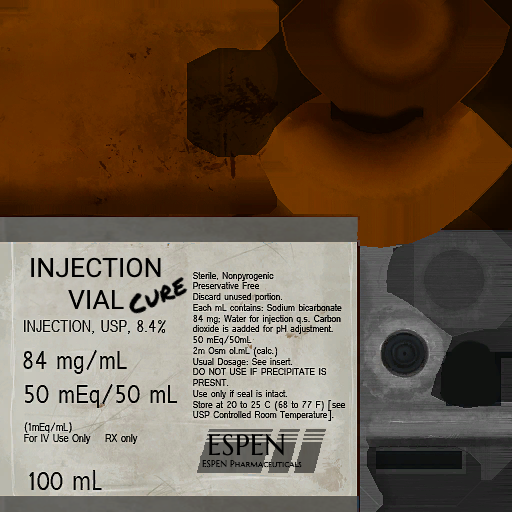 INJECTION
VIAL CURE
INJECTION, USP, 8.4%
84 mg/mL
50 mEq/50 mL
(1mEq/mL)
For IV Use Only RX only
100 mL
Sterile, Nonpyrogenic
Preservative Free
Discard unused portion.
Each mL contains: Sodium bicarbonate
84 mg; Water for injection q.s. Carbon
dioxide is aadded for pH adjustment.
50 mEq/50mL
2m Osm ol.mL (calc.)
Usual Dosage: See insert.
DO NOT USE IF PRECIPITATE IS
PRESNT.
Use only if seal is intact.
Store at 20 to 25 C (68 to 77 F) [see
USP Controlled Room Temperature].
ESPEN
ESPEN PHARMACEUTICALS